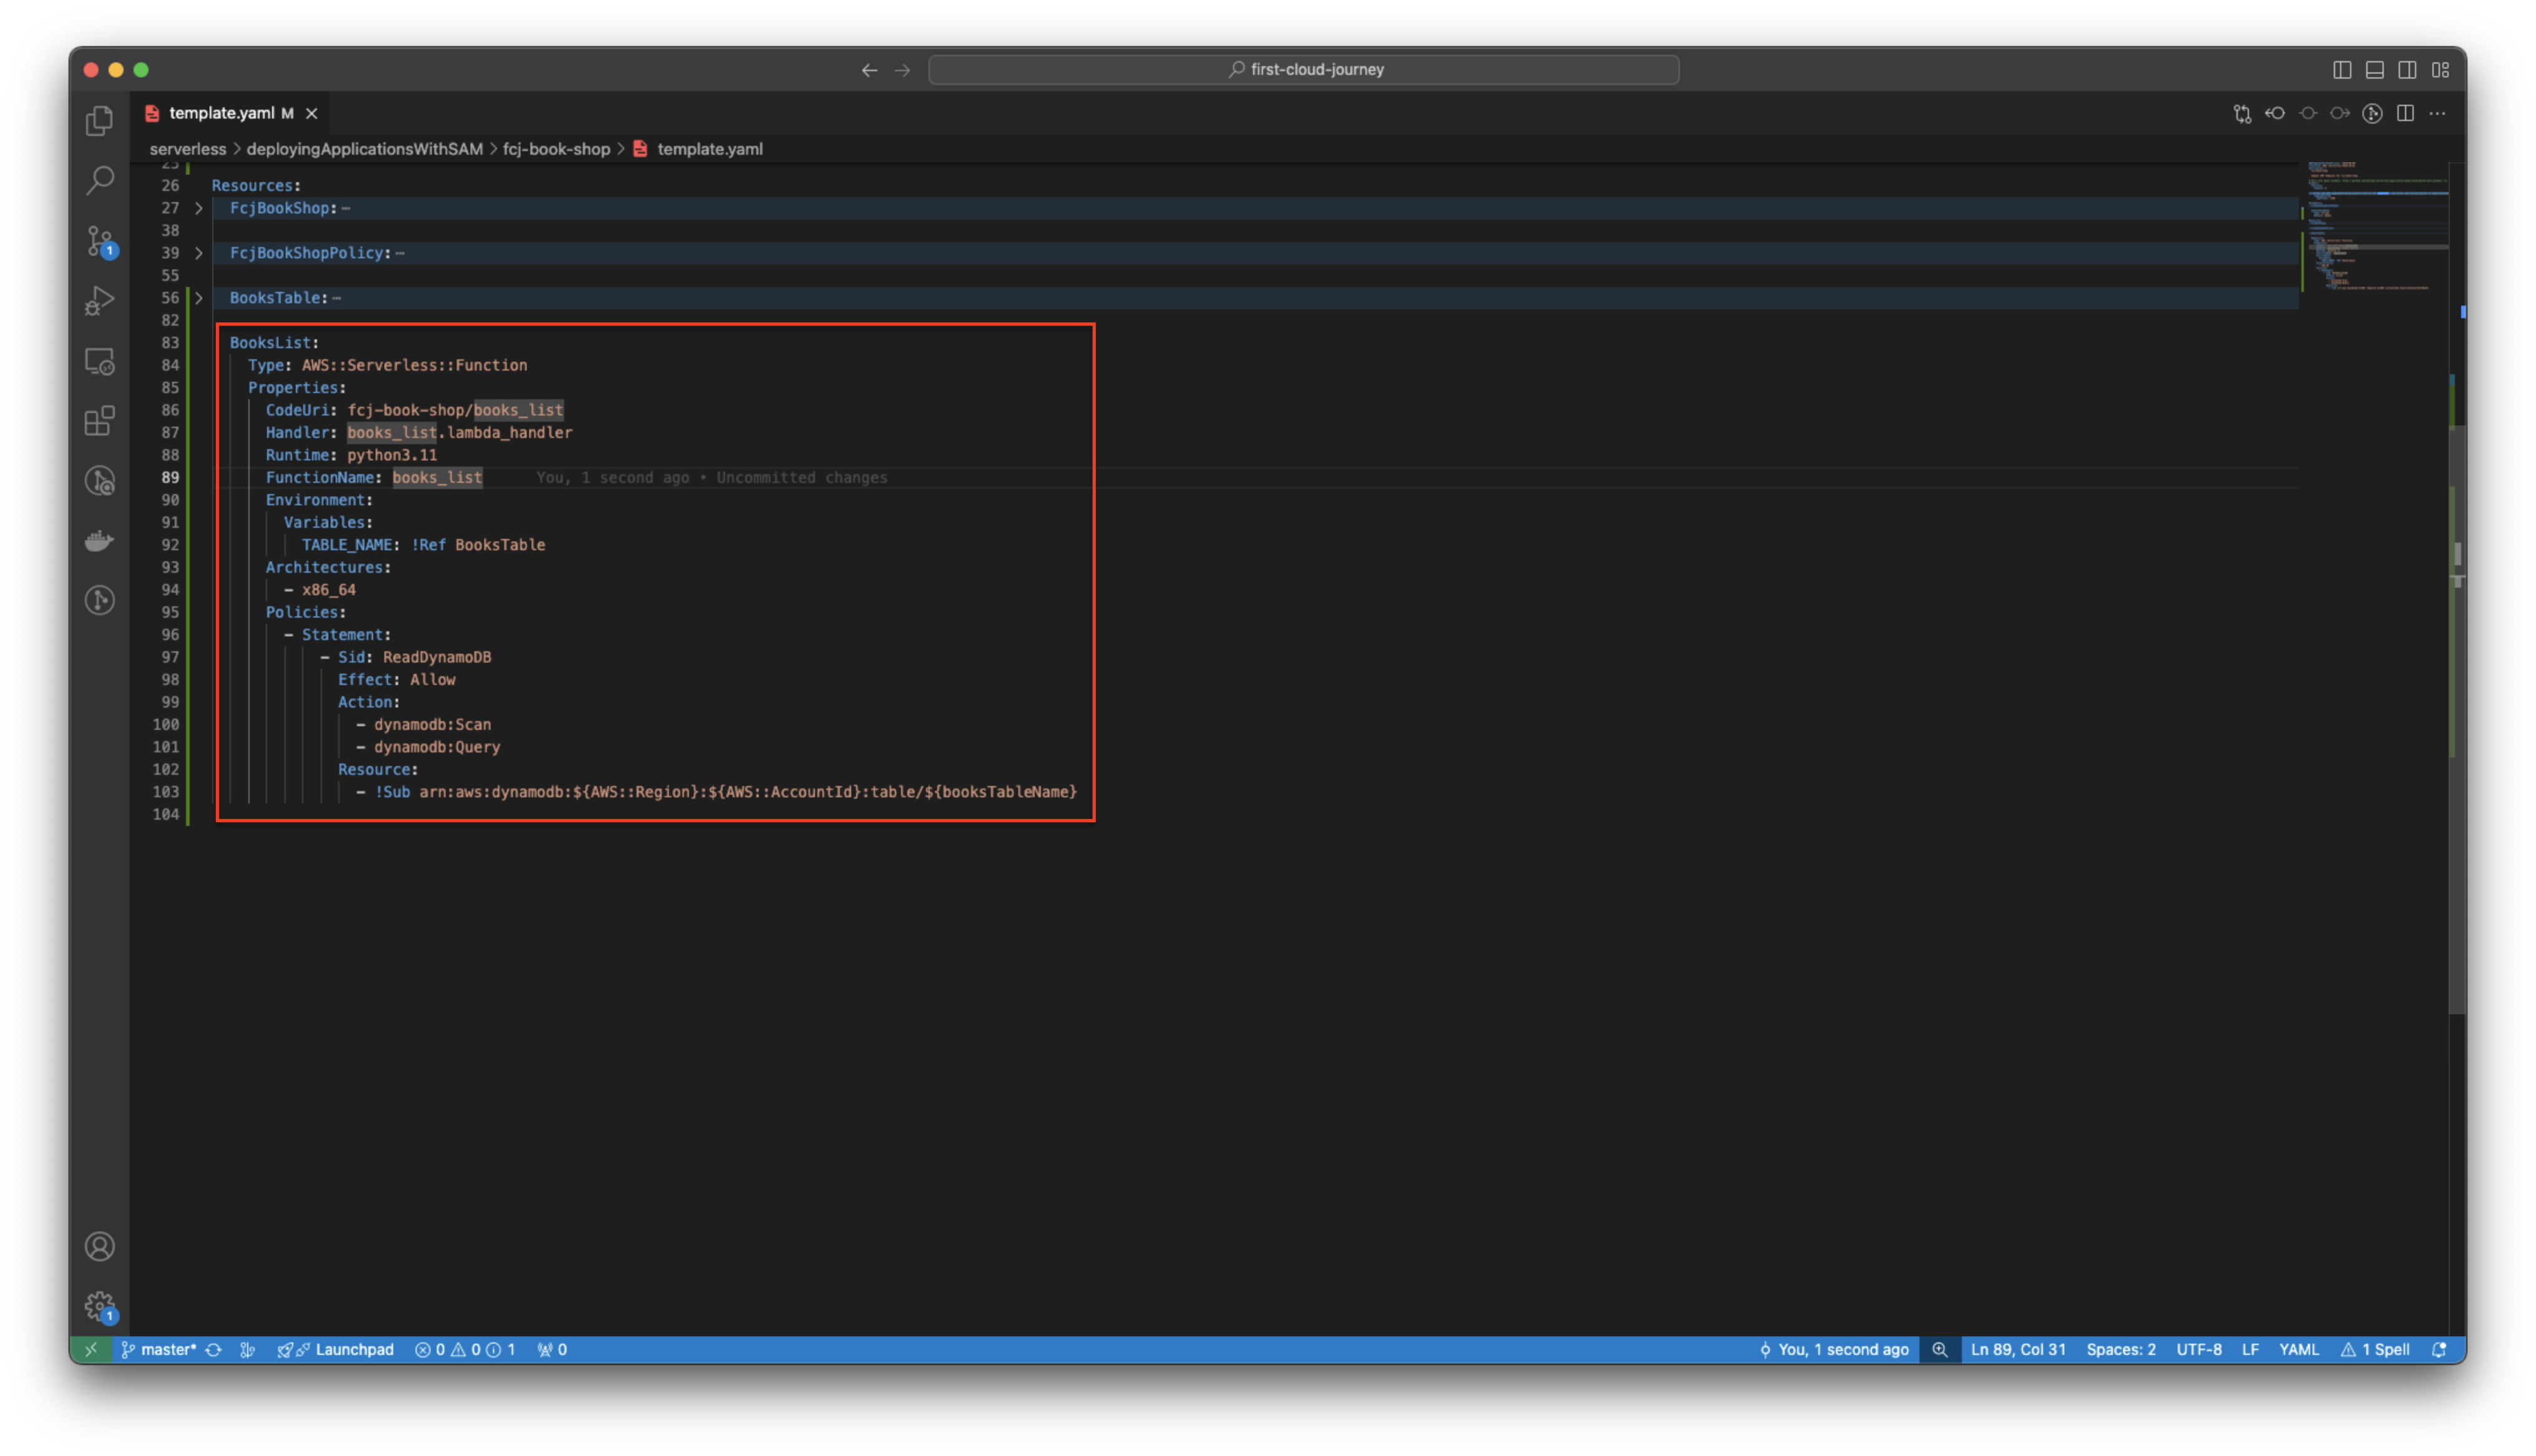 first-cloud-journey
template.yaml M
serverless > deployingApplicationsWithSAM > fcj-book-shop > template.yaml
25
26 Resources:
27 FcjBookShop:
38
39 FcjBookShopPolicy:
55
56 BooksTable:
82
83 BooksList:
84 Type: AWS::Serverless::Function
85 Properties:
86 CodeUri: fcj-book-shop/books_list
87 Handler: books_list.lambda_handler
88 Runtime: python3.11
89 FunctionName: books_list You, 1 second ago • Uncommitted changes
90 Environment:
91 Variables:
92 TABLE_NAME: !Ref BooksTable
93 Architectures:
94 - x86_64
95 Policies:
96 - Statement:
97 - Sid: ReadDynamoDB
98 Effect: Allow
99 Action:
100 - dynamodb:Scan
101 - dynamodb:Query
102 Resource:
103 - !Sub arn:aws:dynamodb:${AWS::Region}:${AWS::AccountId}:table/${booksTableName}
104
1
1
master* Launchpad 0 0 1 0 You, 1 second ago Ln 89, Col 31 Spaces: 2 UTF-8 LF YAML 1 Spell